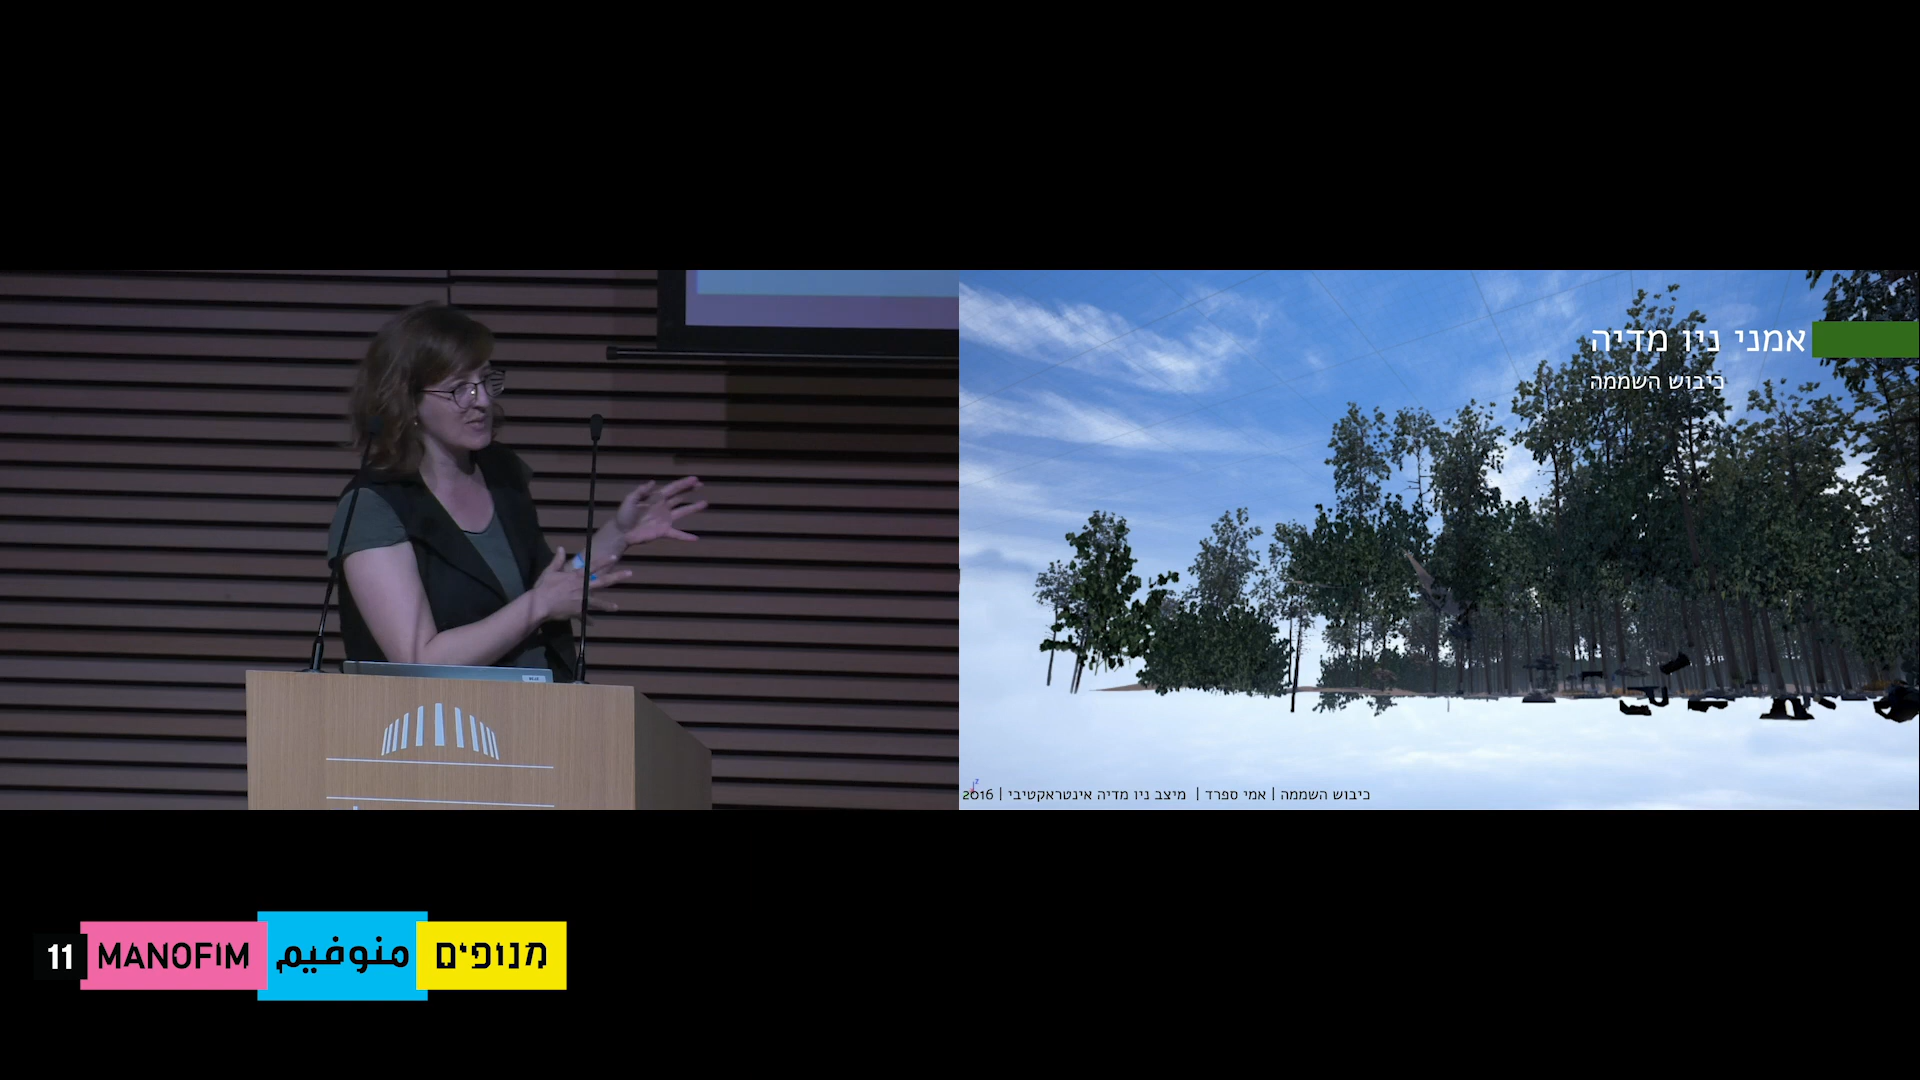 אמני ניו מדיה
כיבוש השממה
כיבוש השממה | אמי ספרד | מיצב ניו מדיה אינטראקטיבי | 2016
11 MANOFIM منوفيم מנופים